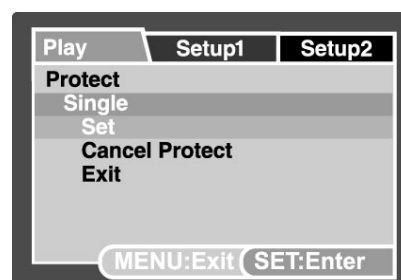 Play Setup1 Setup2
Protect
Single
Set
Cancel Protect
Exit
MENU:Exit SET:Enter